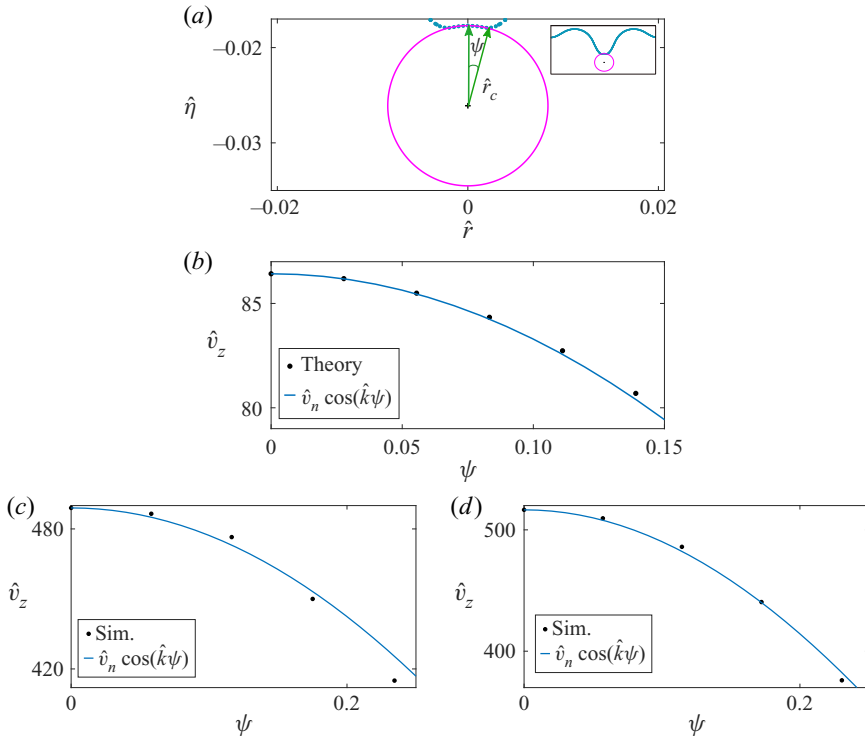 (a)
−0.02
ψ
r̂c
η̂
−0.03
−0.02
0
0.02
r̂
(b)
85
v̂z
Theory
v̂n cos(k̂ψ)
80
0
0.05
0.10
0.15
ψ
(c)
(d)
480
500
v̂z
v̂z
Sim.
Sim.
v̂n cos(k̂ψ)
v̂n cos(k̂ψ)
420
400
0
0.2
0
0.2
ψ
ψ